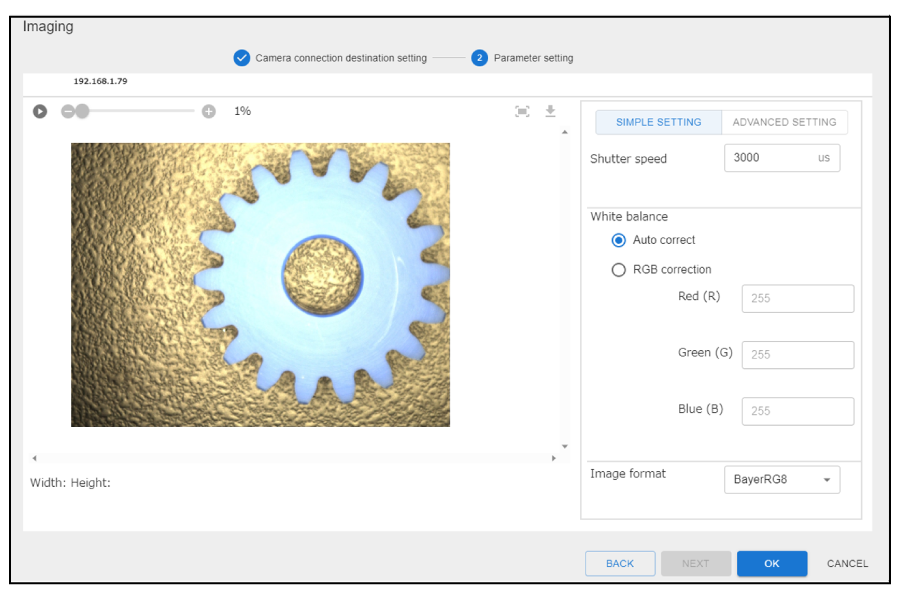 Imaging
Camera connection destination setting
2 Parameter setting
192.168.1.79
1%
SIMPLE SETTING ADVANCED SETTING
Shutter speed 3000 us
White balance
Auto correct
RGB correction
Red (R) 255
Green (G) 255
Blue (B) 255
Image format BayerRG8
Width: Height:
BACK NEXT OK CANCEL